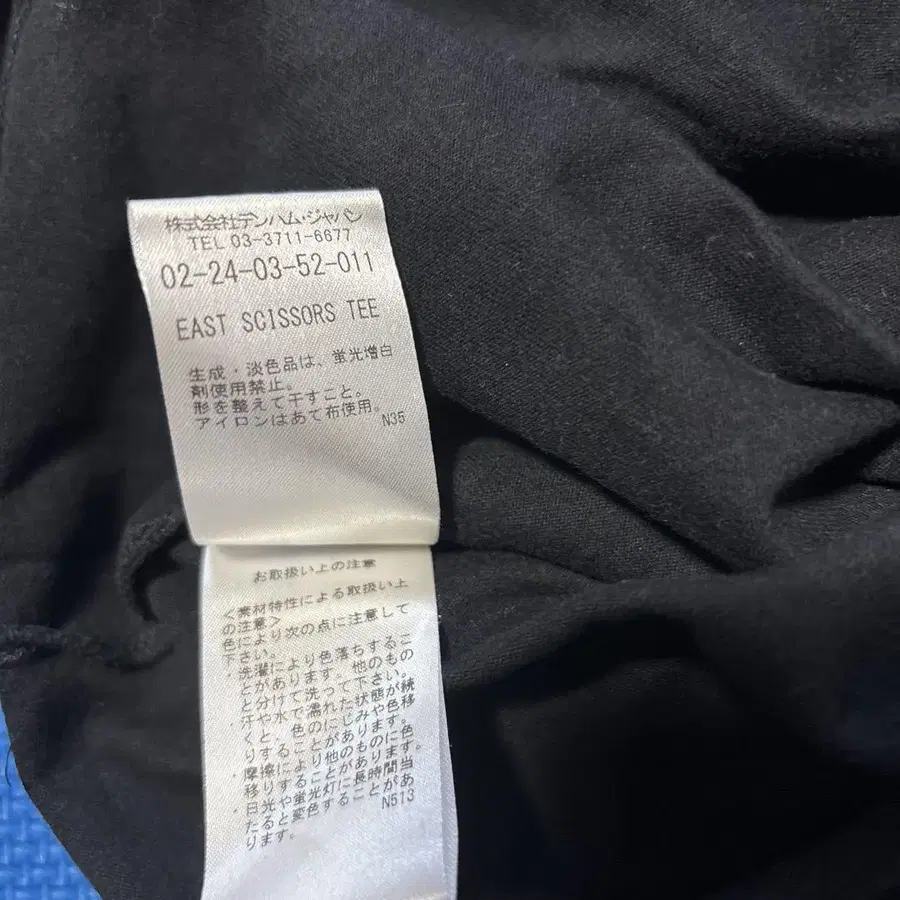 株式会社デンハム・ジャパン
TEL 03-3711-6677
02-24-03-52-011
EAST SCISSORS TEE
生成・淡色品は、蛍光増白
剤使用禁止。
形を整えて干すこと。
アイロンはあて布使用。
N35
お取扱い上の注意
＜素材特性による取扱い上
の注意＞
色により次の点に注意して
下さい。
・洗濯により色落ちするこ
とがあります。他のもの
と分けて洗って下さい。
・汗や水で濡れた状態が続
くと、色のにじみや色移
りすることがあります。
・摩擦により他のものに色
移りすることがあります。
・日光や蛍光灯に長時間当
たると変色することがあ
ります。
N513